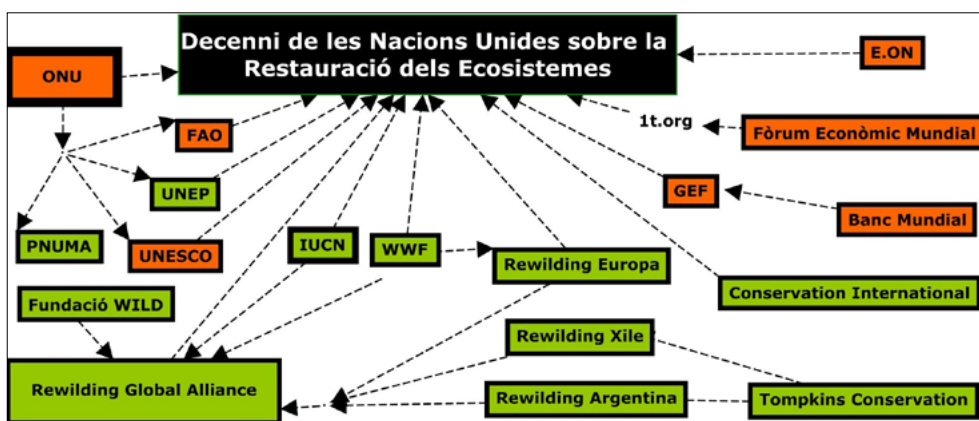 Decenni de les Nacions Unides sobre la
Restauració dels Ecosistemes
ONU
E.ON
FAO
1t.org
Fòrum Econòmic Mundial
UNEP
GEF
Banc Mundial
PNUMA
UNESCO
IUCN
WWF
Rewilding Europa
Conservation International
Fundació WILD
Rewilding Xile
Rewilding Global Alliance
Rewilding Argentina
Tompkins Conservation